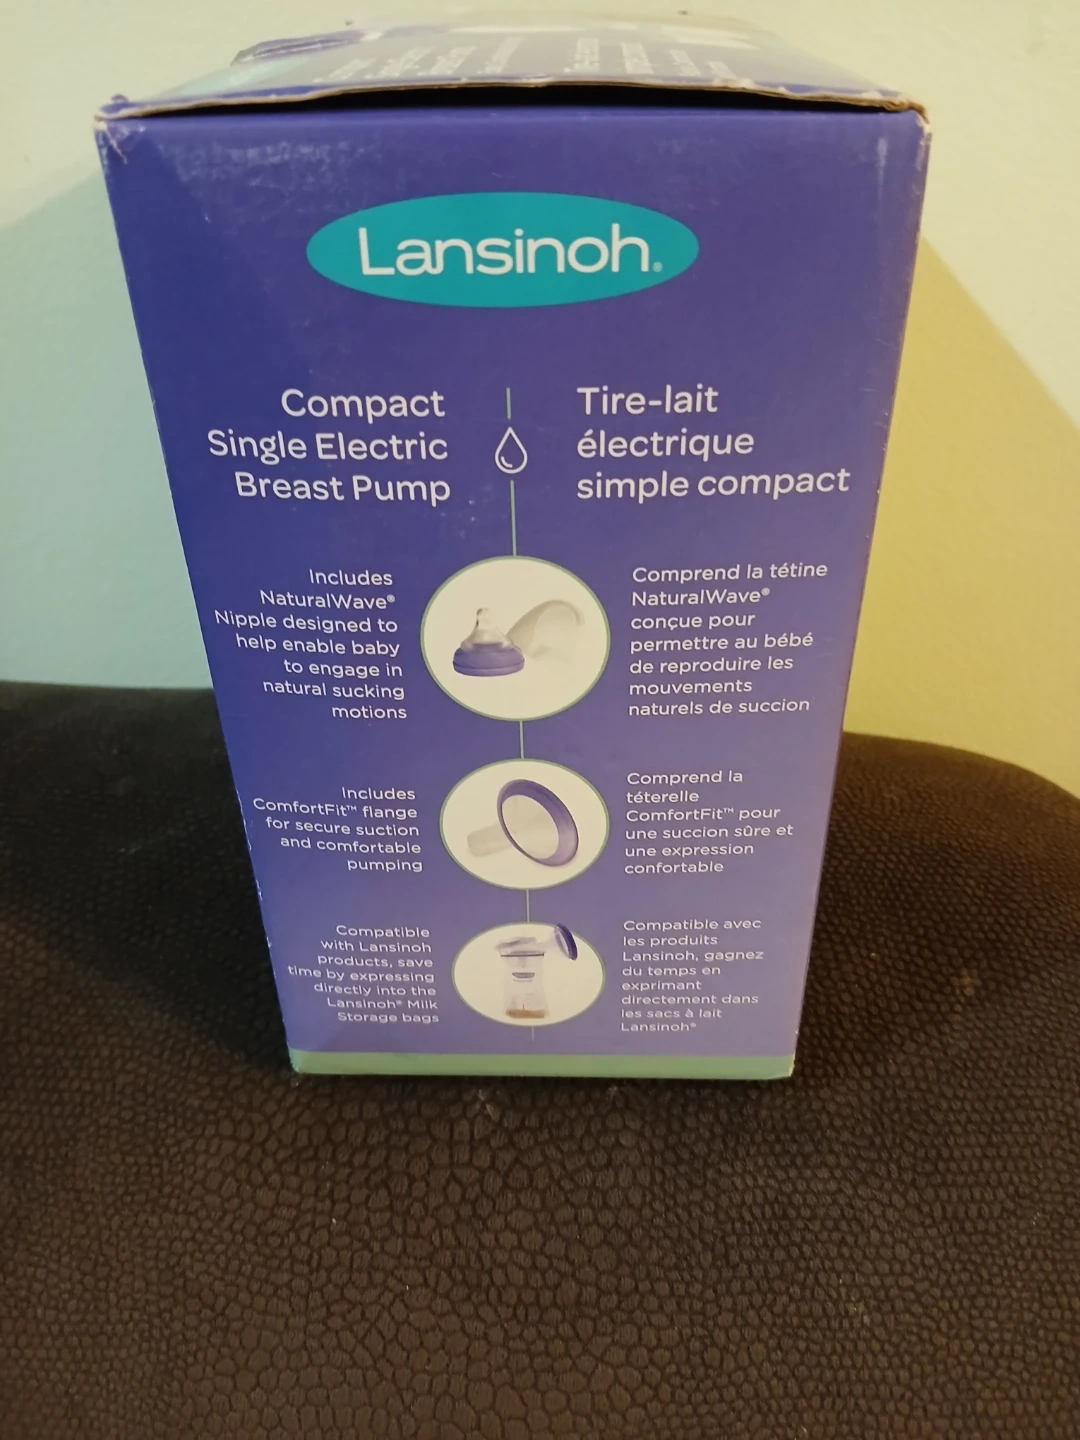 Lansinoh®
Compact
Single Electric
Breast Pump
Tire-lait
électrique
simple compact
Includes
NaturalWave®
Nipple designed to
help enable baby
to engage in
natural sucking
motions
Comprend la tétine
NaturalWave®
conçue pour
permettre au bébé
de reproduire les
mouvements
naturels de succion
Includes
ComfortFit™ flange
for secure suction
and comfortable
pumping
Comprend la
téterelle
ComfortFit™ pour
une succion sûre et
une expression
confortable
Compatible
with Lansinoh
products, save
time by expressing
directly into the
Lansinoh® Milk
Storage bags
Compatible avec
les produits
Lansinoh, gagnez
du temps en
exprimant
directement dans
les sacs à lait
Lansinoh®